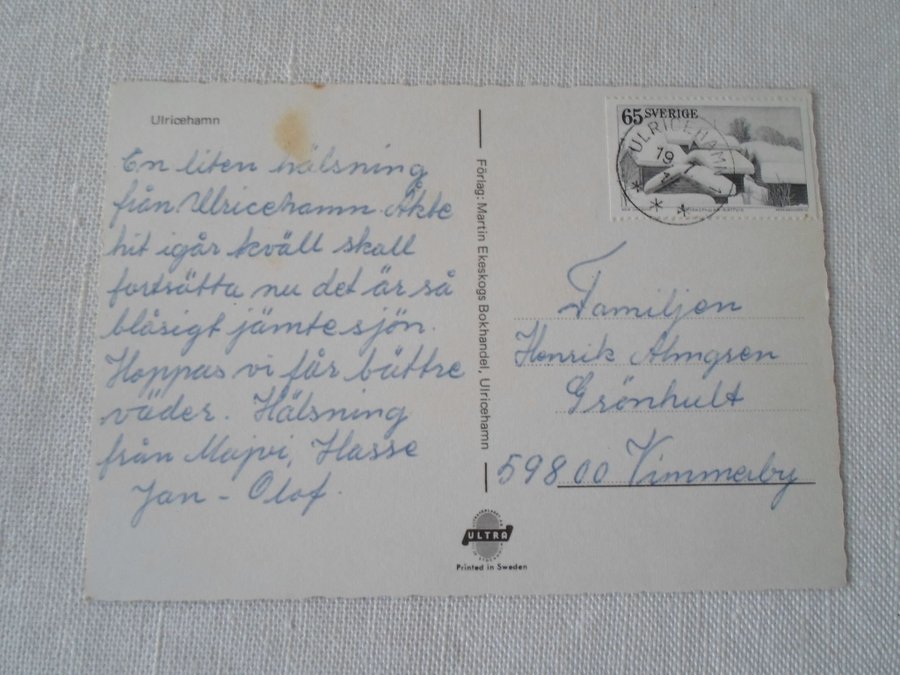 Ulricehamn
En liten hälsning
från Ulricehamn. Åkte
hit igår kväll skall
fortsätta nu det är så
blåsigt jämte sjön.
Hoppas vi får bättre
väder. Hälsning
från Majvi, Hasse
Jan - Olof.
Förlag: Martin Ekeskogs Bokhandel, Ulricehamn
65 SVERIGE
ULRICEHAMN
19
Familjen
Henrik Almgren
Grönhult
59800 Vimmerby
ULTRA
Printed in Sweden